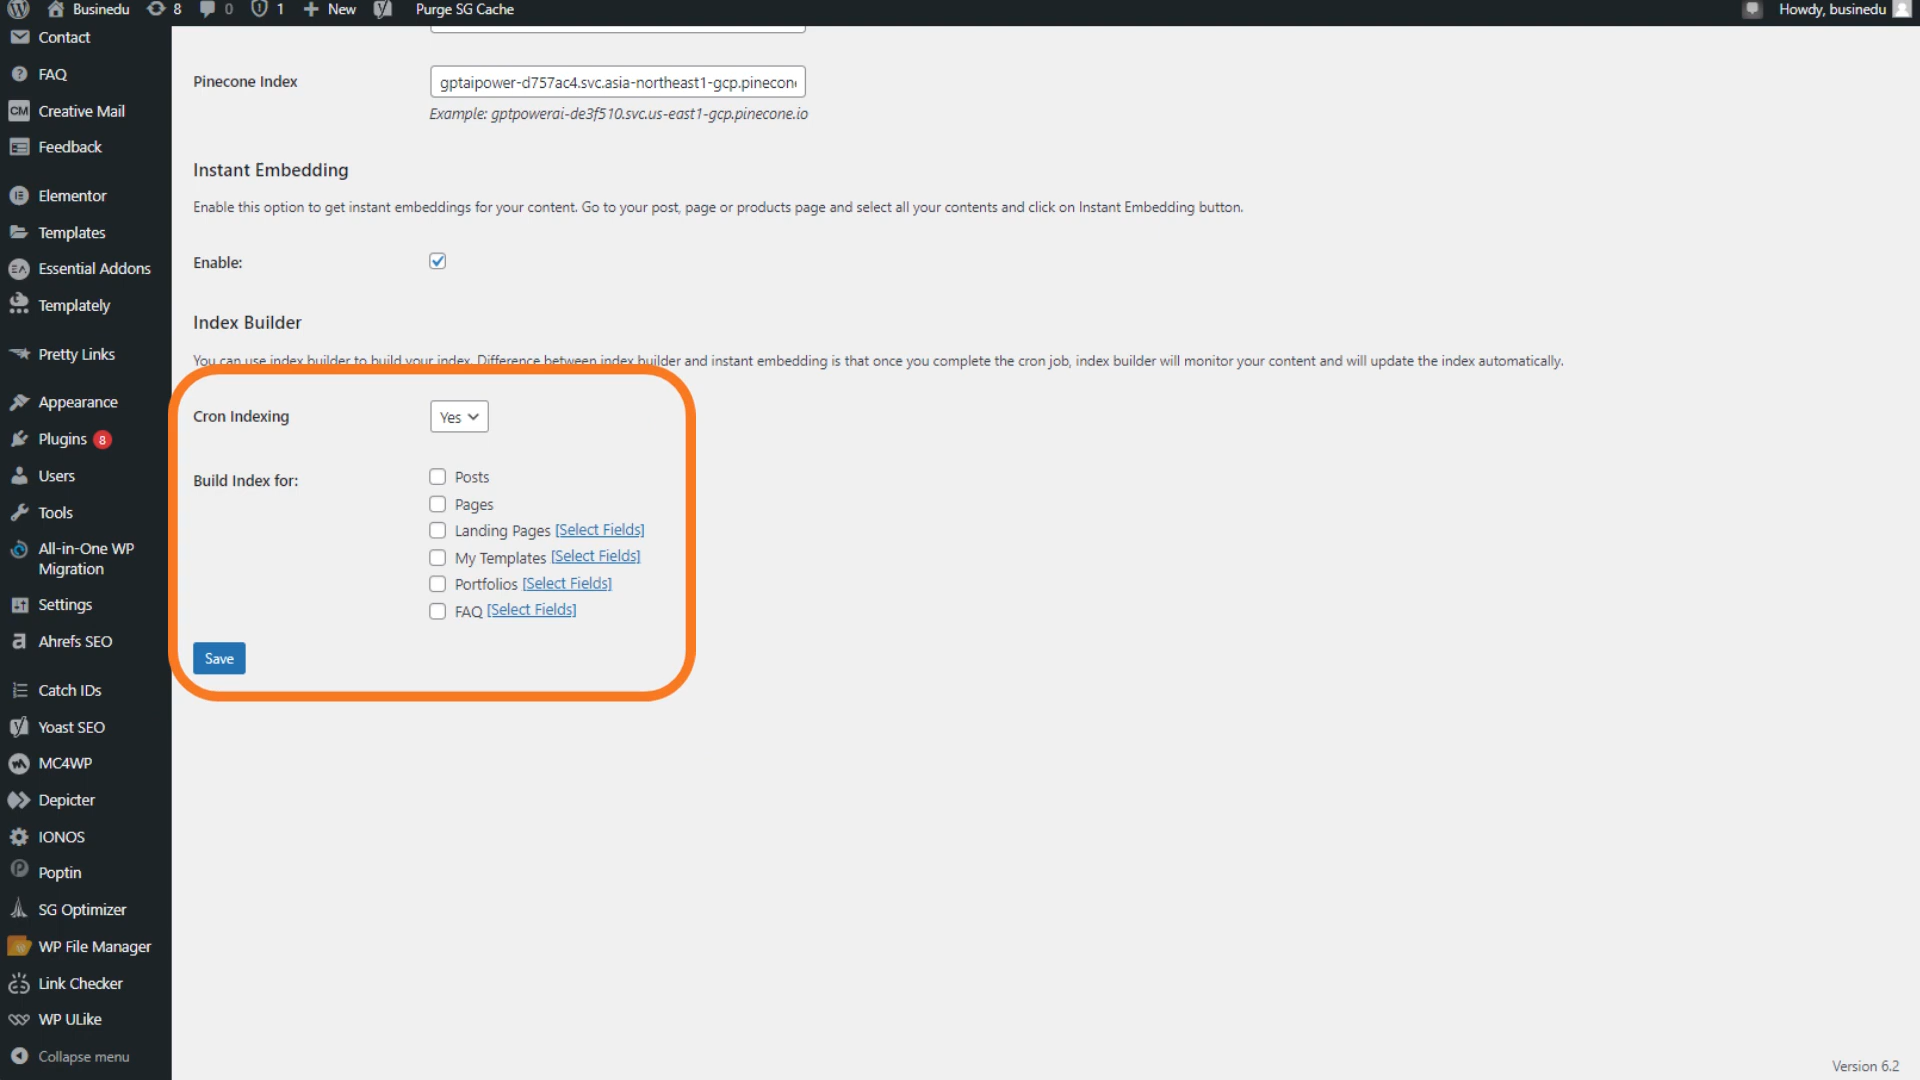 Businedu 8 0 1 New Purge SG Cache Howdy, businedu
Contact
FAQ
CM Creative Mail
Feedback
Elementor
Templates
EA Essential Addons
Templately
Pretty Links
Appearance
Plugins 8
Users
Tools
All-in-One WP
Migration
Settings
a Ahrefs SEO
Catch IDs
Yoast SEO
MC4WP
Depicter
IONOS
Poptin
SG Optimizer
WP File Manager
Link Checker
WP ULike
Collapse menu
Pinecone Index
gptaipower-d757ac4.svc.asia-northeast1-gcp.pinecon
Example: gptpowerai-de3f510.svc.us-east1-gcp.pinecone.io
Instant Embedding
Enable this option to get instant embeddings for your content. Go to your post, page or products page and select all your contents and click on Instant Embedding button.
Enable:
Index Builder
You can use index builder to build your index. Difference between index builder and instant embedding is that once you complete the cron job, index builder will monitor your content and will update the index automatically.
Cron Indexing Yes
Build Index for: Posts
Pages
Landing Pages [Select Fields]
My Templates [Select Fields]
Portfolios [Select Fields]
FAQ [Select Fields]
Save
Version 6.2